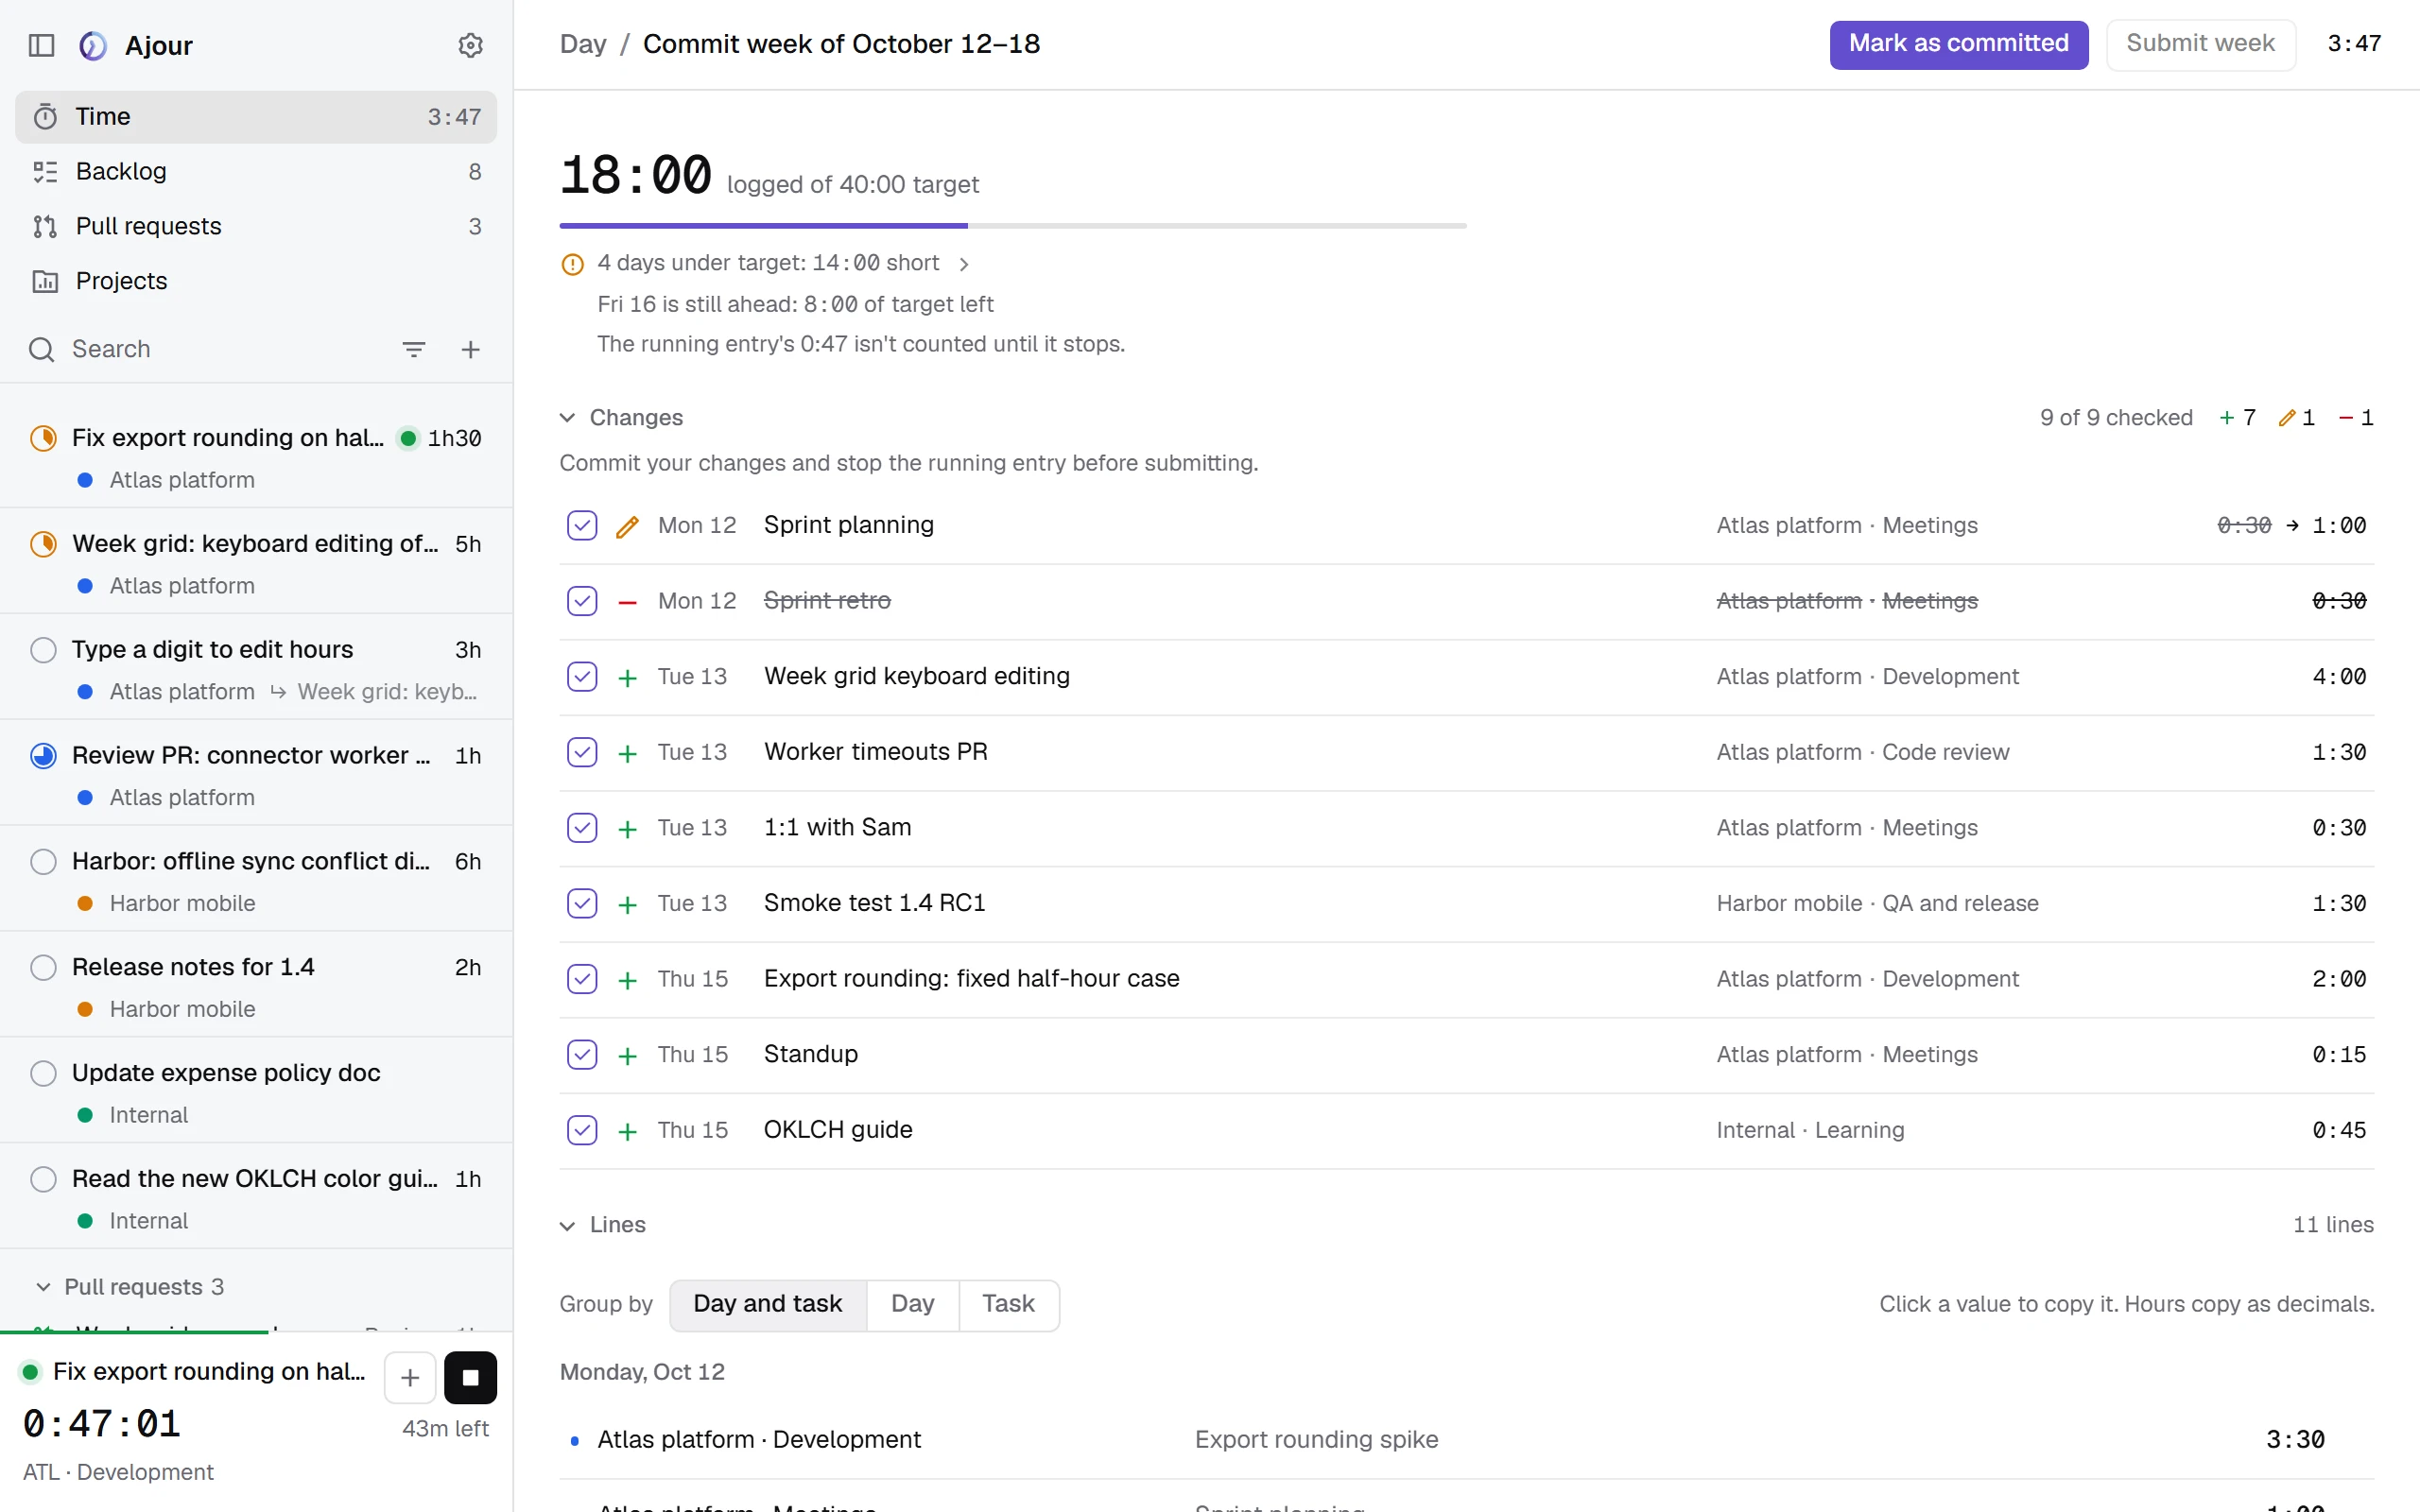 Ajour
Time 3:47
Backlog 8
Pull requests 3
Projects
Search
Fix export rounding on hal... 1h30
Atlas platform
Week grid: keyboard editing of... 5h
Atlas platform
Type a digit to edit hours 3h
Atlas platform ↳ Week grid: keyb...
Review PR: connector worker ... 1h
Atlas platform
Harbor: offline sync conflict di... 6h
Harbor mobile
Release notes for 1.4 2h
Harbor mobile
Update expense policy doc
Internal
Read the new OKLCH color gui... 1h
Internal
Pull requests 3
Fix export rounding on hal...
0:47:01 43m left
ATL · Development
Day / Commit week of October 12–18
Mark as committed Submit week 3:47
18:00 logged of 40:00 target
4 days under target: 14:00 short
Fri 16 is still ahead: 8:00 of target left
The running entry's 0:47 isn't counted until it stops.
Changes 9 of 9 checked + 7 1 − 1
Commit your changes and stop the running entry before submitting.
Mon 12 Sprint planning Atlas platform · Meetings 0:30 → 1:00
− Mon 12 Sprint retro Atlas platform · Meetings 0:30
+ Tue 13 Week grid keyboard editing Atlas platform · Development 4:00
+ Tue 13 Worker timeouts PR Atlas platform · Code review 1:30
+ Tue 13 1:1 with Sam Atlas platform · Meetings 0:30
+ Tue 13 Smoke test 1.4 RC1 Harbor mobile · QA and release 1:30
+ Thu 15 Export rounding: fixed half-hour case Atlas platform · Development 2:00
+ Thu 15 Standup Atlas platform · Meetings 0:15
+ Thu 15 OKLCH guide Internal · Learning 0:45
Lines 11 lines
Group by Day and task Day Task Click a value to copy it. Hours copy as decimals.
Monday, Oct 12
Atlas platform · Development Export rounding spike 3:30
Atlas platform · Meetings Sprint planning 1:00